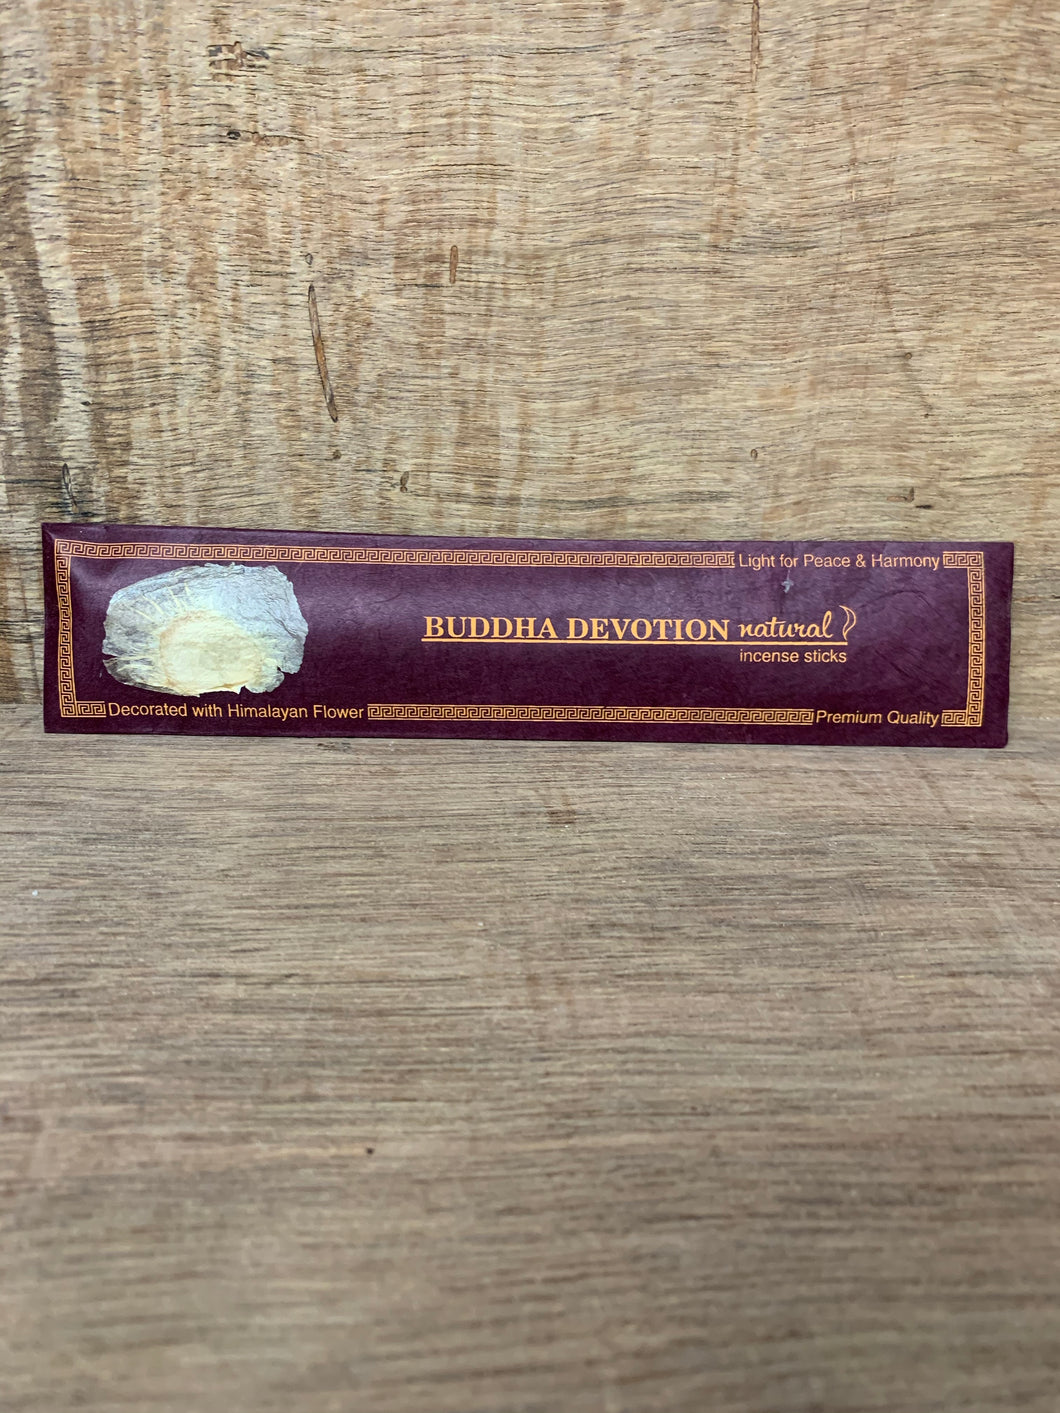 Light for Peace & Harmony
BUDDHA DEVOTION natural
incense sticks
Decorated with Himalayan Flower
Premium Quality